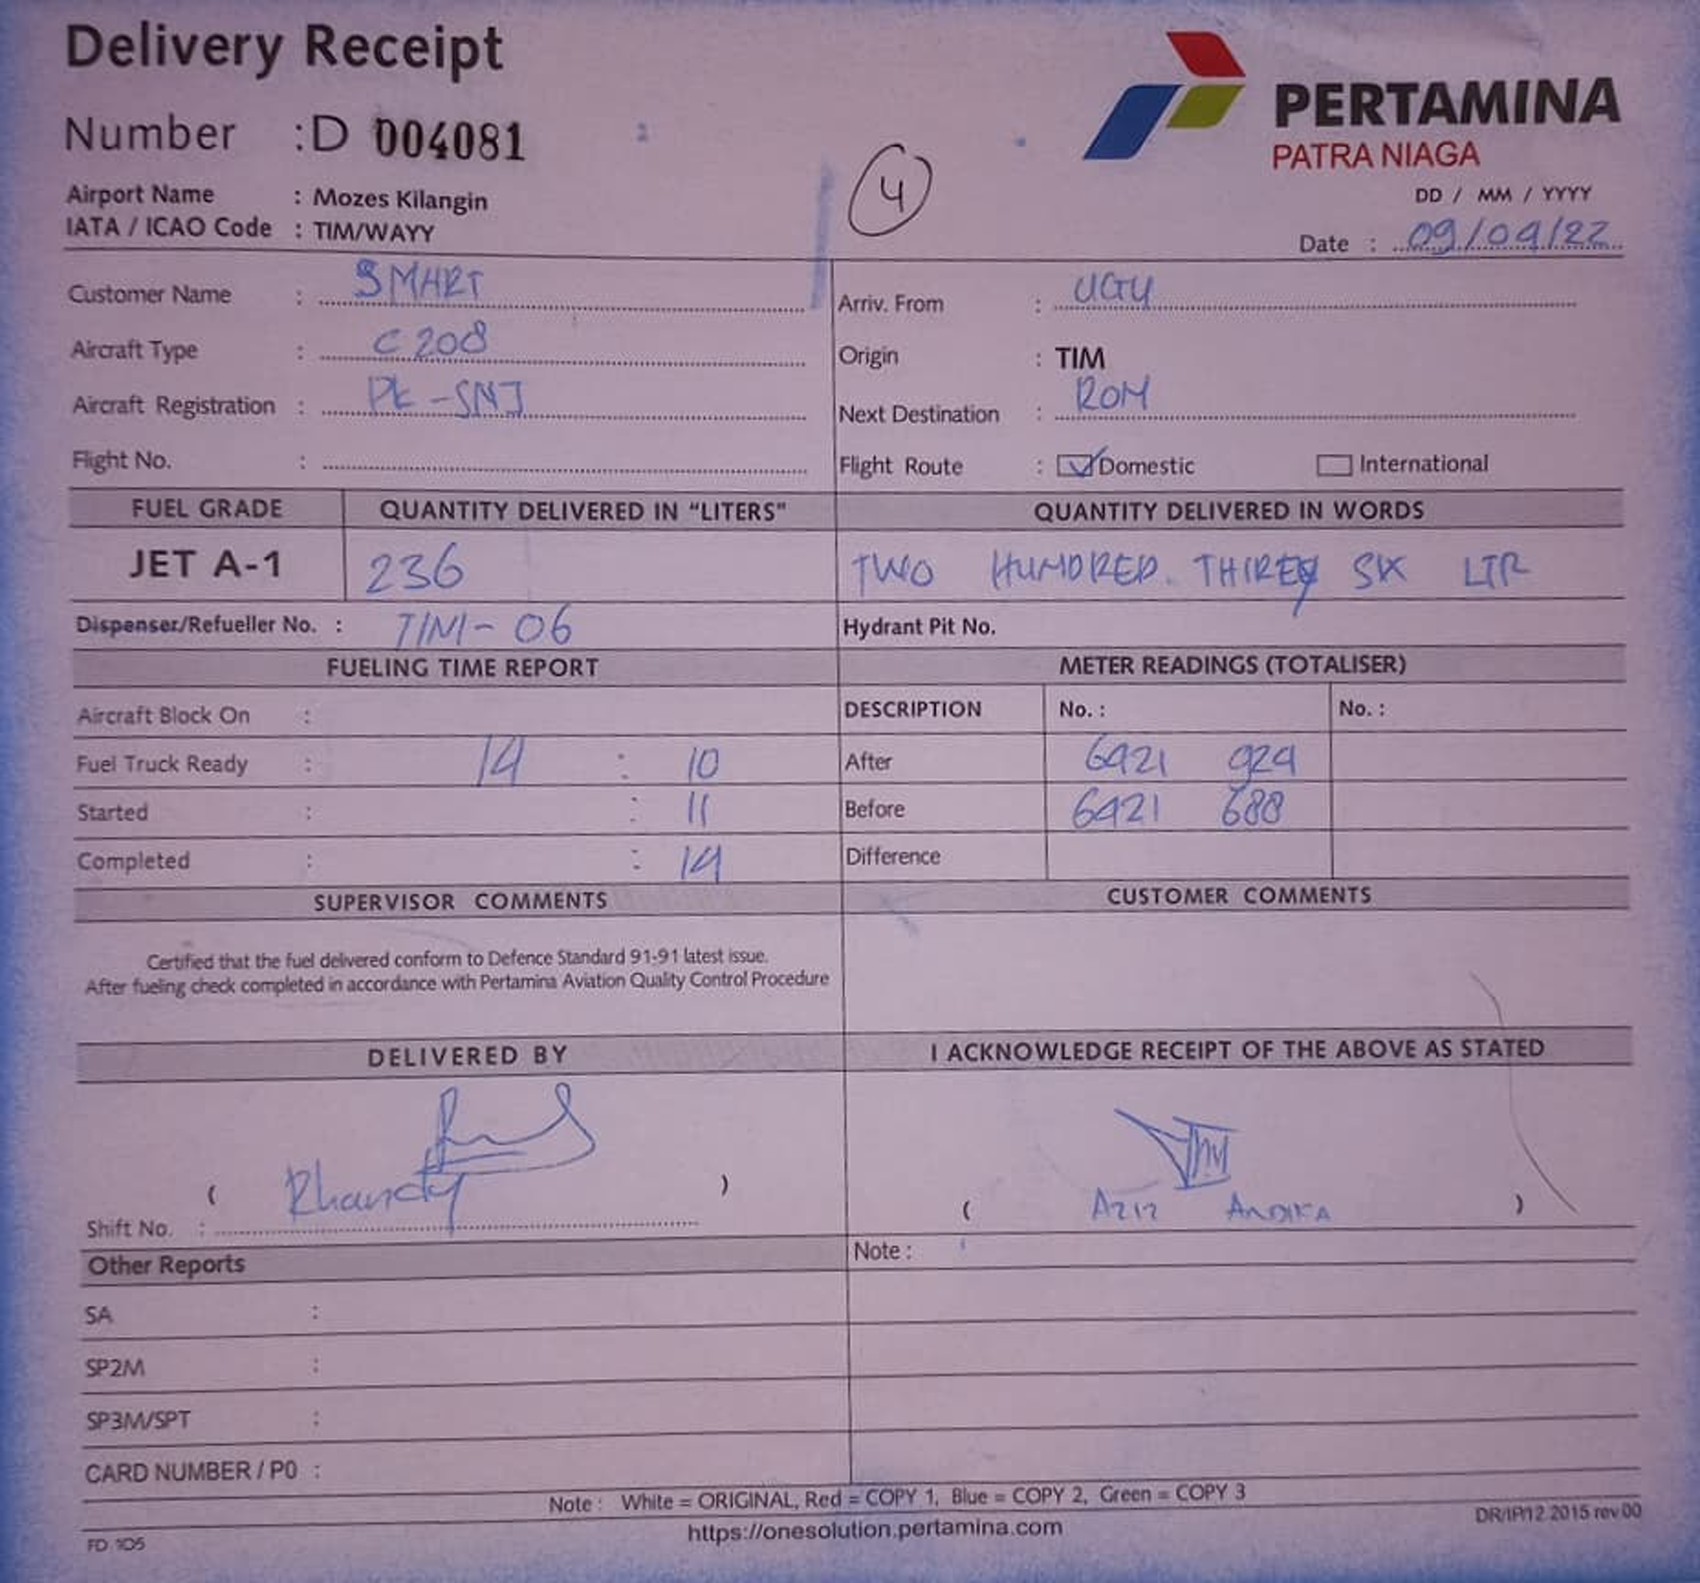 Delivery Receipt
Number : D 004081
PERTAMINA
PATRA NIAGA
4
Airport Name : Mozes Kilangin
IATA / ICAO Code : TIM/WAYY
DD / MM / YYYY
Date : 09/04/22
Customer Name : SMART
Aircraft Type : C 208
Aircraft Registration : PK-SNJ
Flight No. :
Arriv. From : UGU
Origin : TIM
Next Destination : ROM
Flight Route : Domestic International
FUEL GRADE QUANTITY DELIVERED IN "LITERS" QUANTITY DELIVERED IN WORDS
JET A-1 236 TWO HUNDRED THIRTY SIX LTR
Dispenser/Refueller No. : TIM-06 Hydrant Pit No.
FUELING TIME REPORT METER READINGS (TOTALISER)
Aircraft Block On : DESCRIPTION No. : No. :
Fuel Truck Ready : 14 : 10 After 6421 924
Started : : 11 Before 6421 688
Completed : : 14 Difference
SUPERVISOR COMMENTS CUSTOMER COMMENTS
Certified that the fuel delivered conform to Defence Standard 91-91 latest issue.
After fueling check completed in accordance with Pertamina Aviation Quality Control Procedure
DELIVERED BY I ACKNOWLEDGE RECEIPT OF THE ABOVE AS STATED
( Rhandy ) ( AZIZ ANDIKA )
Shift No. :
Other Reports Note :
SA :
SP2M :
SP3M/SPT :
CARD NUMBER / PO :
Note : White = ORIGINAL, Red = COPY 1, Blue = COPY 2, Green = COPY 3
https://onesolution.pertamina.com
FD 105
DR/IP/12.2015 rev.00